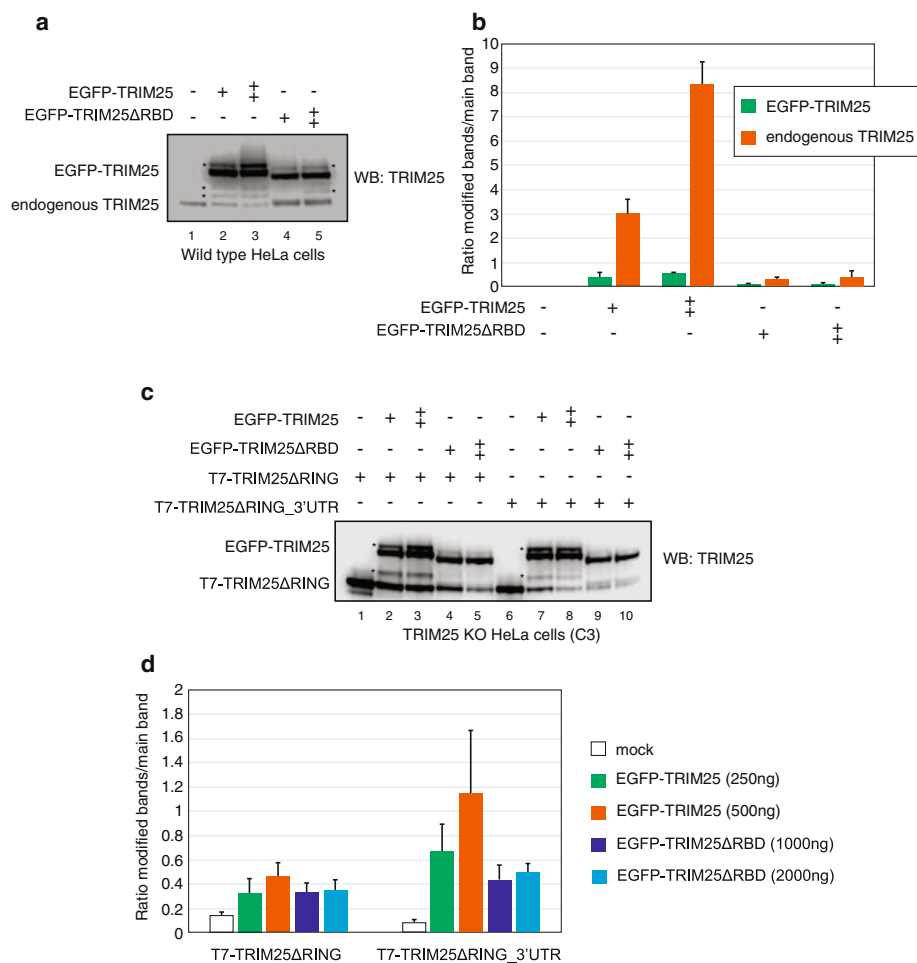 a
EGFP-TRIM25 - + ++
- -
EGFP-TRIM25ΔRBD - - - + ++
EGFP-TRIM25
endogenous TRIM25
* * * * *
WB: TRIM25
1 2 3 4 5
Wild type HeLa cells
b
Ratio modified bands/main band
10
9
8
7
6
5
4
3
2
1
0
EGFP-TRIM25
endogenous TRIM25
EGFP-TRIM25 - + ++ - -
EGFP-TRIM25ΔRBD - - - + ++
c
EGFP-TRIM25 - + ++ - - - + ++ - -
EGFP-TRIM25ΔRBD - - - + ++ - - - + ++
T7-TRIM25ΔRING + + + + + - - - - -
T7-TRIM25ΔRING_3'UTR - - - - - + + + + +
EGFP-TRIM25
T7-TRIM25ΔRING
* * * *
WB: TRIM25
1 2 3 4 5 6 7 8 9 10
TRIM25 KO HeLa cells (C3)
d
Ratio modified bands/main band
2
1.8
1.6
1.4
1.2
1
0.8
0.6
0.4
0.2
0
T7-TRIM25ΔRING T7-TRIM25ΔRING_3'UTR
mock
EGFP-TRIM25 (250ng)
EGFP-TRIM25 (500ng)
EGFP-TRIM25ΔRBD (1000ng)
EGFP-TRIM25ΔRBD (2000ng)